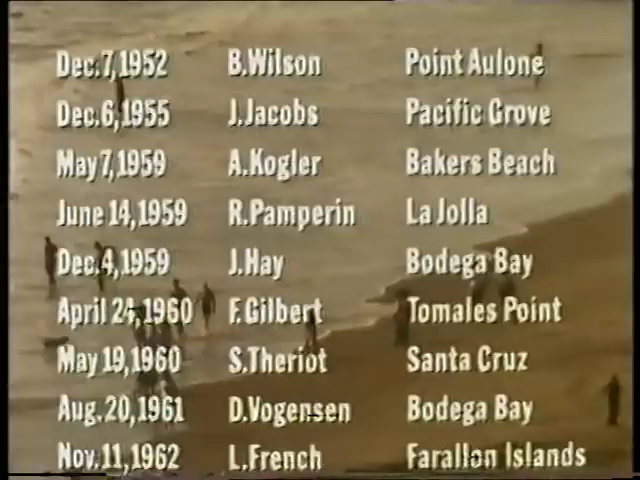 Dec.7,1952 B.Wilson Point Aulone
Dec.6,1955 J.Jacobs Pacific Grove
May7,1959 A.Kogler Bakers Beach
June 14,1959 R.Pamperin La Jolla
Dec.4,1959 J.Hay Bodega Bay
April 24,1960 F.Gilbert Tomales Point
May 19,1960 S.Theriot Santa Cruz
Aug.20,1961 D.Vogensen Bodega Bay
Nov.11,1962 L.French Farallon Islands